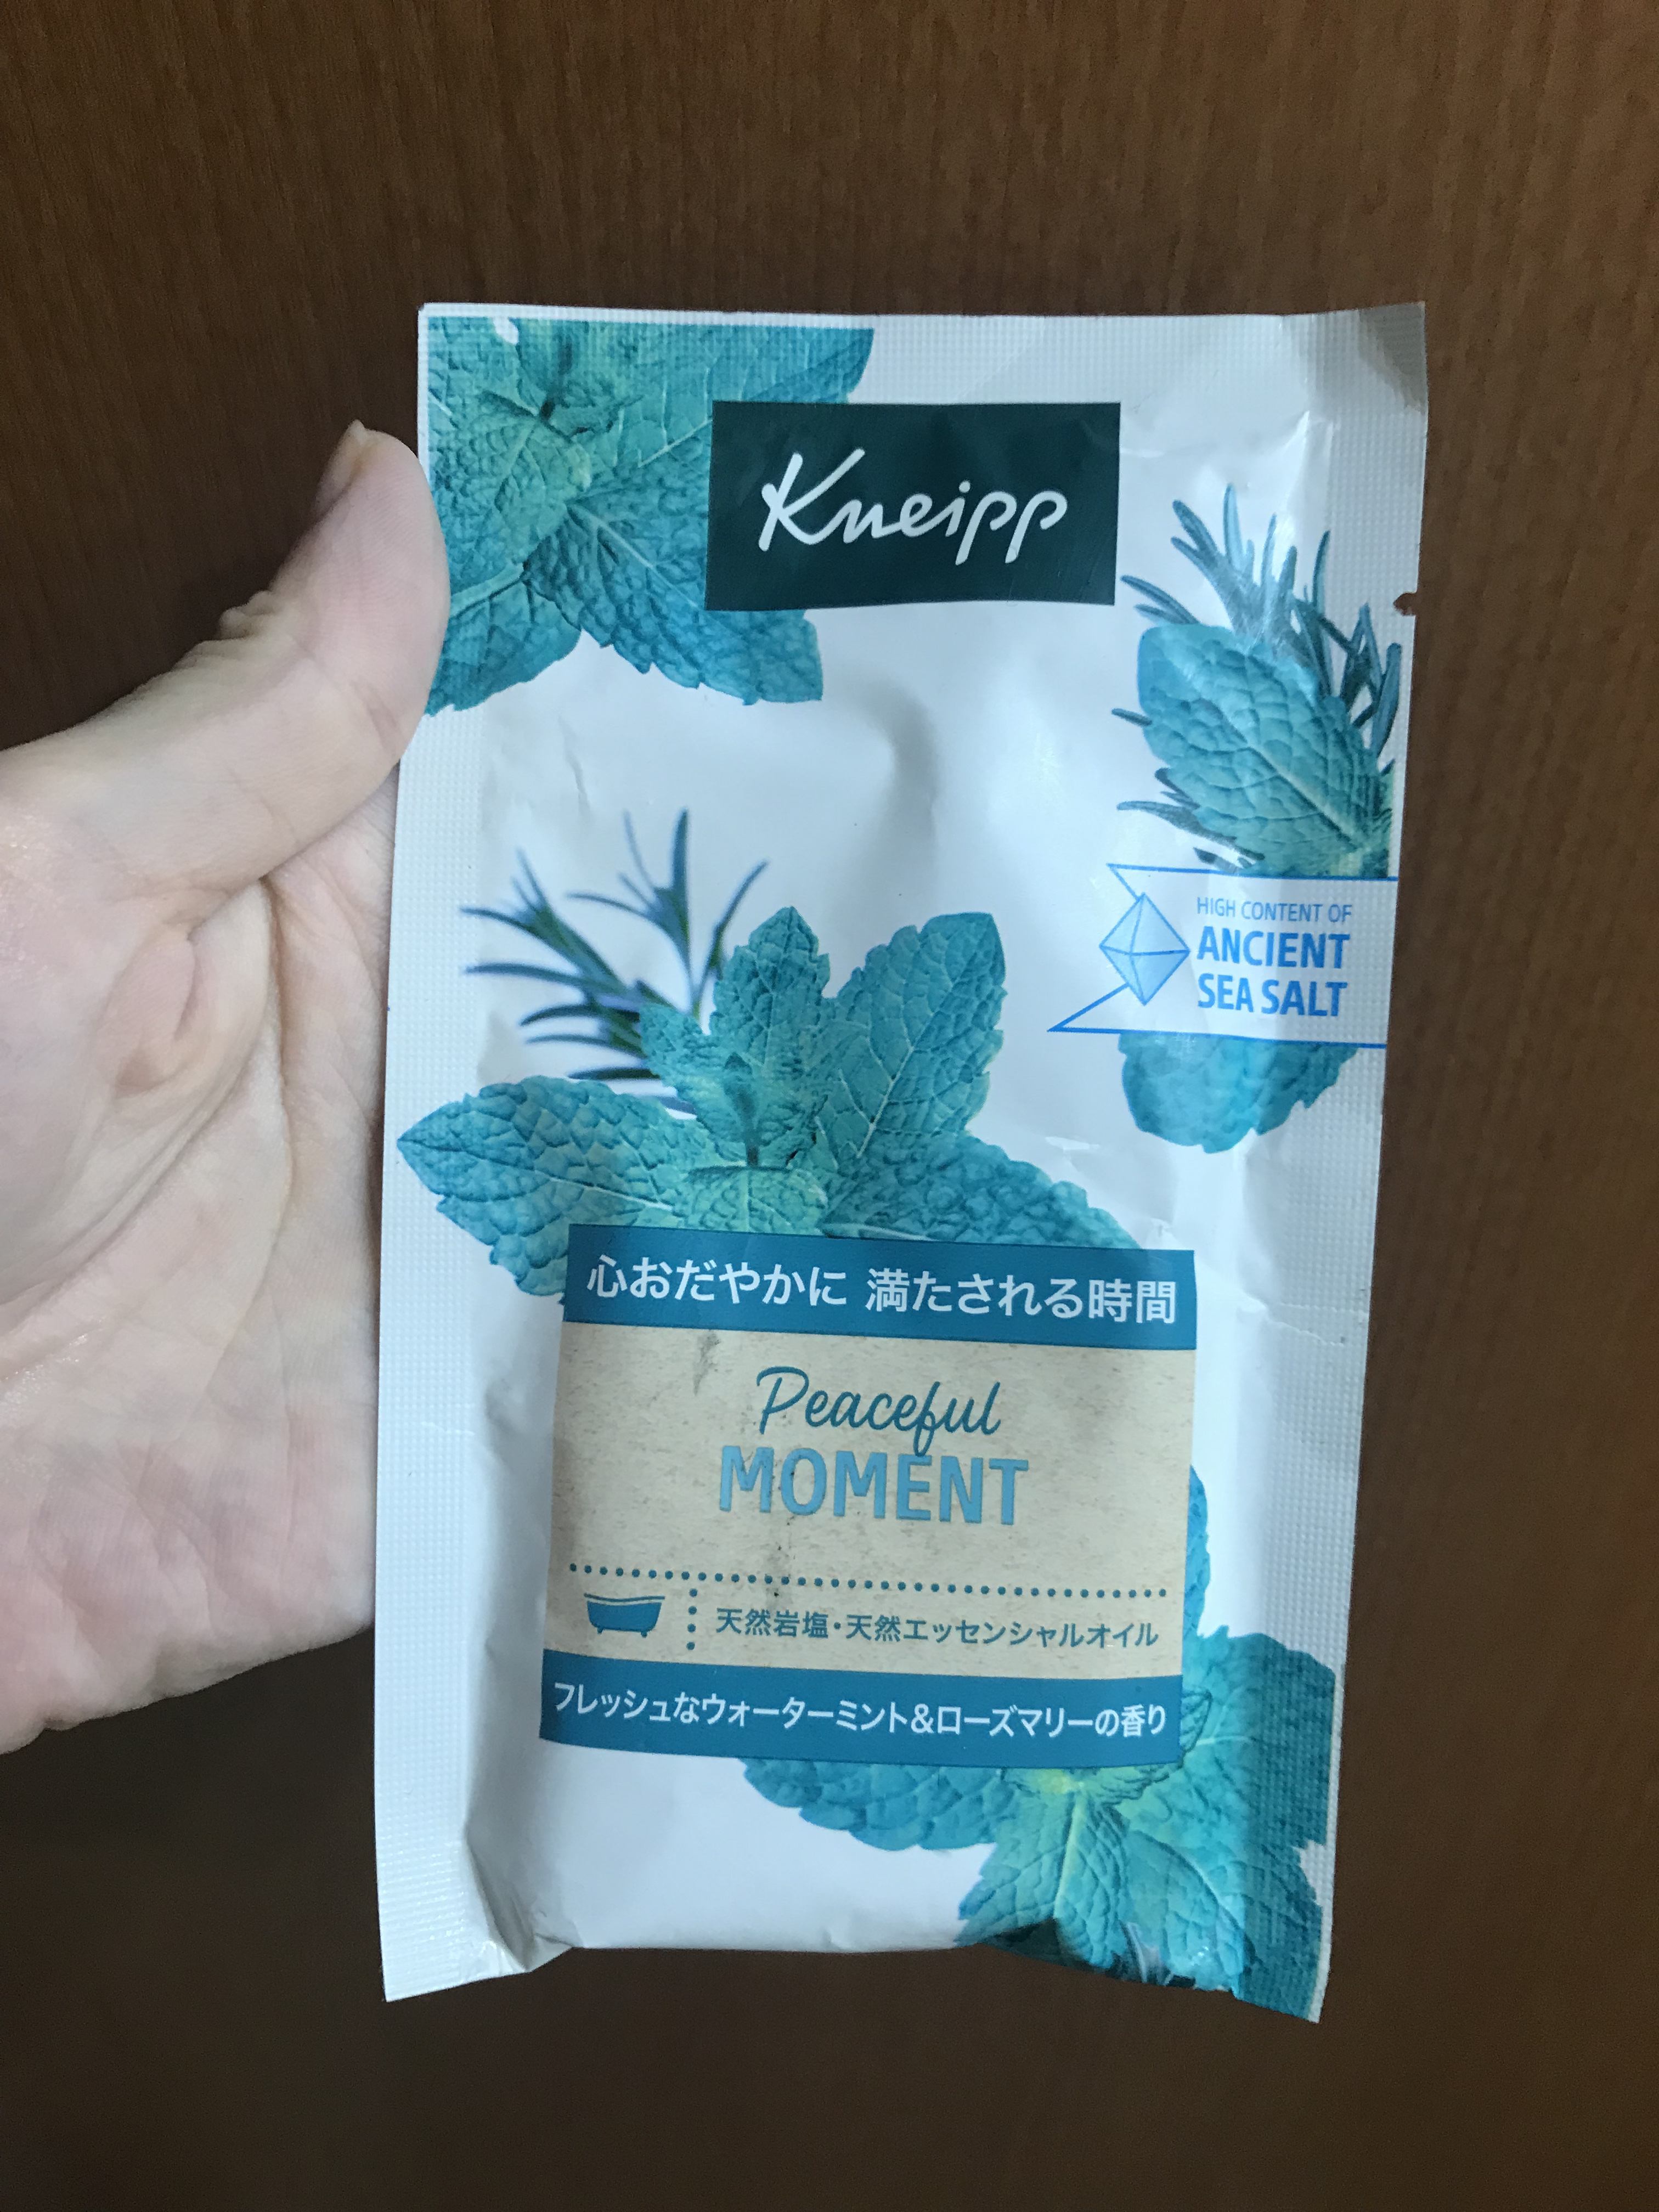 Kneipp
HIGH CONTENT OF
ANCIENT
SEA SALT
心おだやかに 満たされる時間
Peaceful
MOMENT
天然岩塩・天然エッセンシャルオイル
フレッシュなウォーターミント&ローズマリーの香り